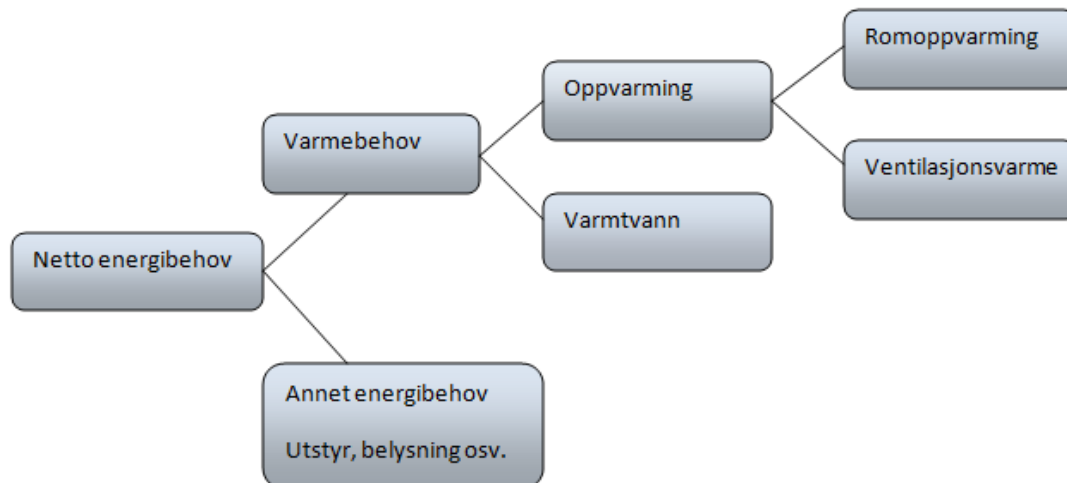 Romoppvarming
Oppvarming
Varmebehov
Ventilasjonsvarme
Varmtvann
Netto energibehov
Annet energibehov
Utstyr, belysning osv.